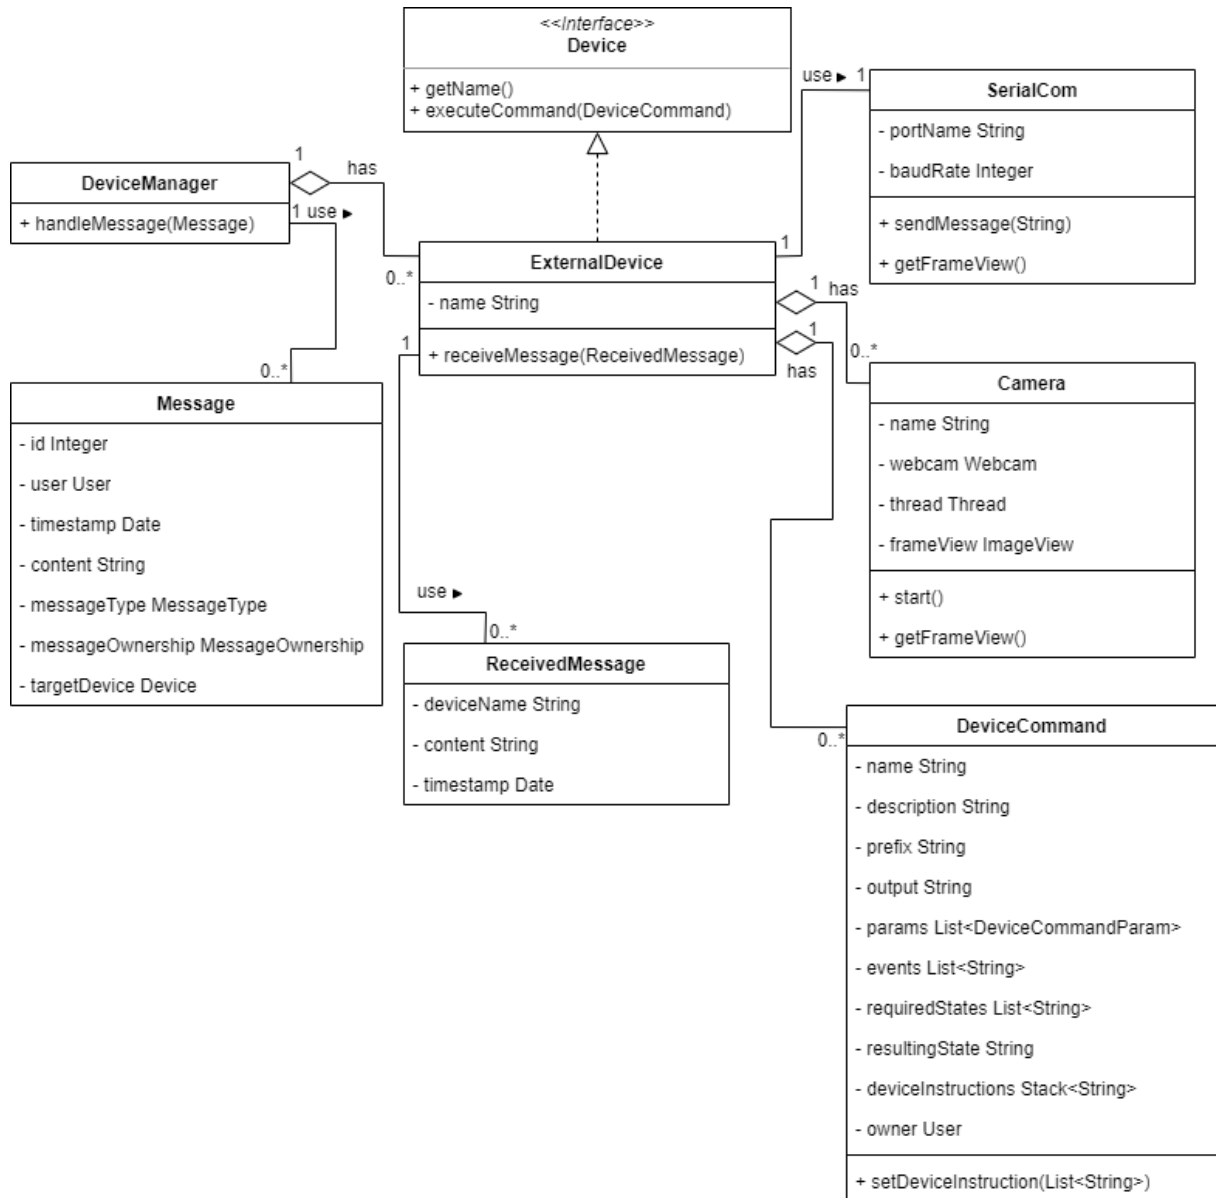 <<Interface>>
Device
+ getName()
+ executeCommand(DeviceCommand)
use ▸ 1
SerialCom
- portName String
- baudRate Integer
+ sendMessage(String)
+ getFrameView()
1
has
DeviceManager
+ handleMessage(Message)
1 use ▸
0..*
1
ExternalDevice
- name String
+ receiveMessage(ReceivedMessage)
1 has
1
has
1
0..*
0..*
Camera
- name String
- webcam Webcam
- thread Thread
- frameView ImageView
+ start()
+ getFrameView()
Message
- id Integer
- user User
- timestamp Date
- content String
- messageType MessageType
- messageOwnership MessageOwnership
- targetDevice Device
use ▸
0..*
ReceivedMessage
- deviceName String
- content String
- timestamp Date
0..*
DeviceCommand
- name String
- description String
- prefix String
- output String
- params List<DeviceCommandParam>
- events List<String>
- requiredStates List<String>
- resultingState String
- deviceInstructions Stack<String>
- owner User
+ setDeviceInstruction(List<String>)